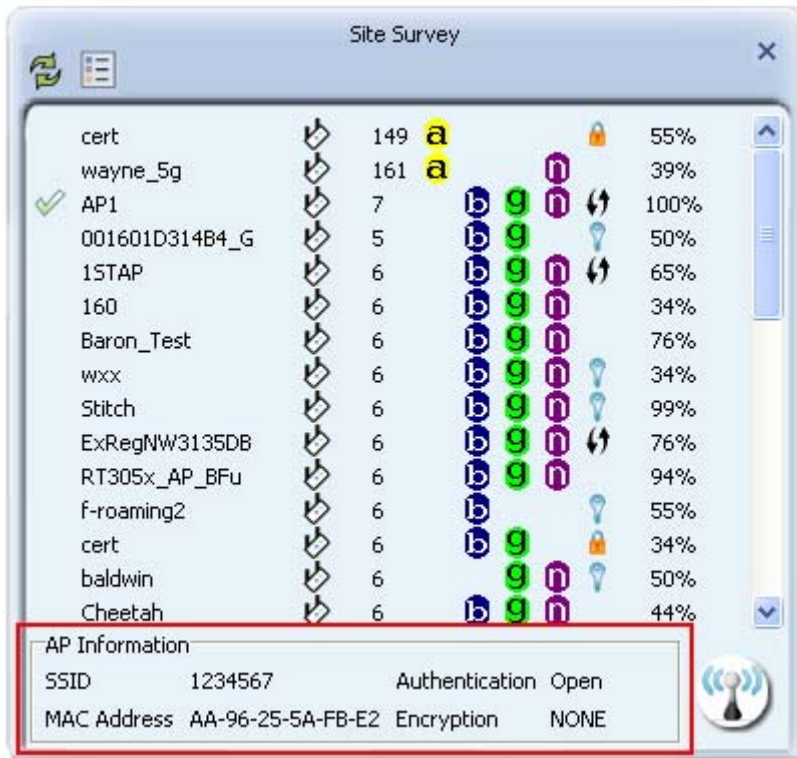 Site Survey
cert 149 a 55%
wayne_5g 161 a n 39%
AP1 7 b g n 100%
001601D314B4_G 5 b g 50%
1STAP 6 b g n 65%
160 6 b g n 34%
Baron_Test 6 b g n 76%
wxx 6 b g n 34%
Stitch 6 b g n 99%
ExRegNW3135DB 6 b g n 76%
RT305x_AP_BFu 6 b g n 94%
f-roaming2 6 b 55%
cert 6 b g 34%
baldwin 6 g n 50%
Cheetah 6 b g n 44%
AP Information
SSID 1234567 Authentication Open
MAC Address AA-96-25-5A-FB-E2 Encryption NONE